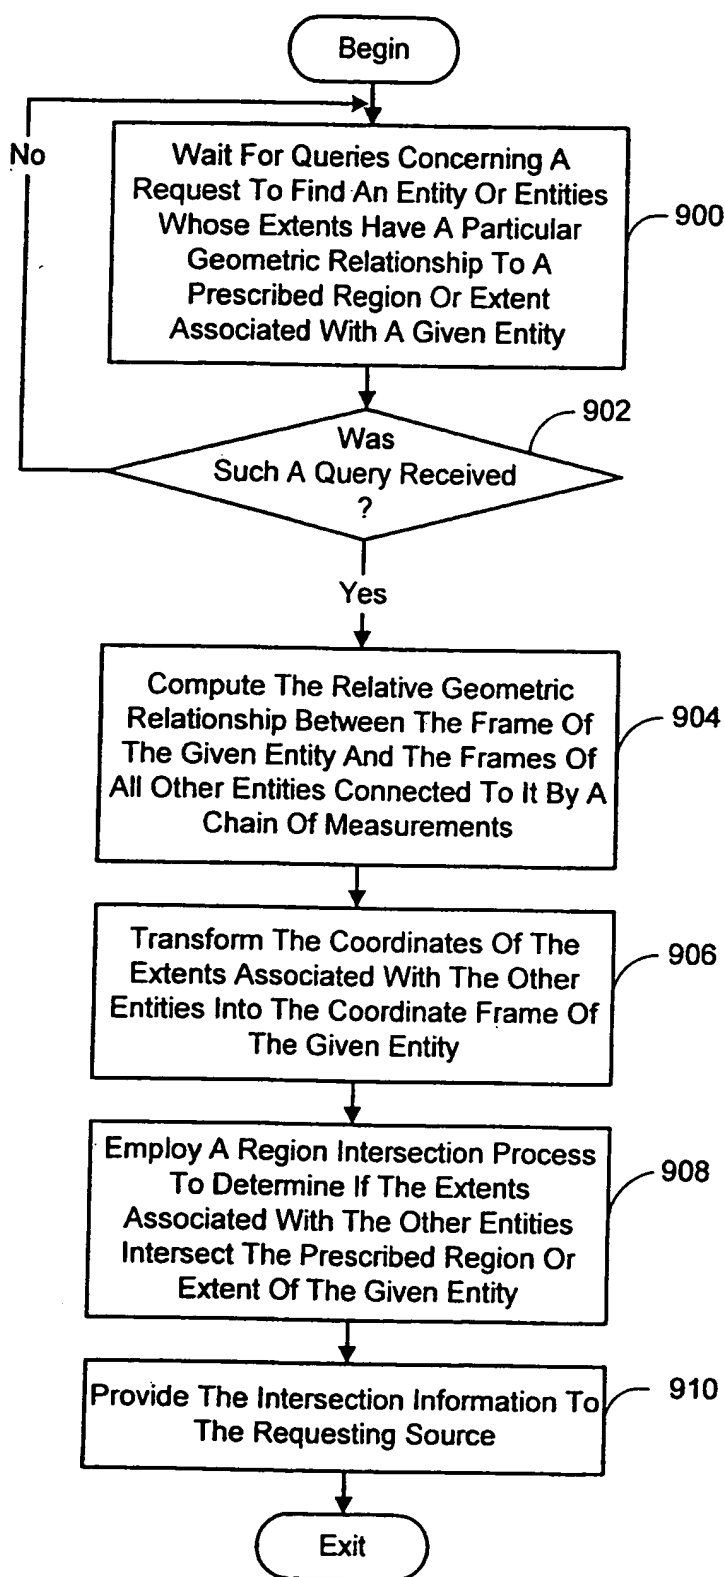 Begin
No
Wait For Queries Concerning A
Request To Find An Entity Or Entities
Whose Extents Have A Particular
Geometric Relationship To A
Prescribed Region Or Extent
Associated With A Given Entity
900
902
Was
Such A Query Received
?
Yes
Compute The Relative Geometric
Relationship Between The Frame Of
The Given Entity And The Frames Of
All Other Entities Connected To It By A
Chain Of Measurements
904
Transform The Coordinates Of The
Extents Associated With The Other
Entities Into The Coordinate Frame Of
The Given Entity
906
Employ A Region Intersection Process
To Determine If The Extents
Associated With The Other Entities
Intersect The Prescribed Region Or
Extent Of The Given Entity
908
Provide The Intersection Information To
The Requesting Source
910
Exit